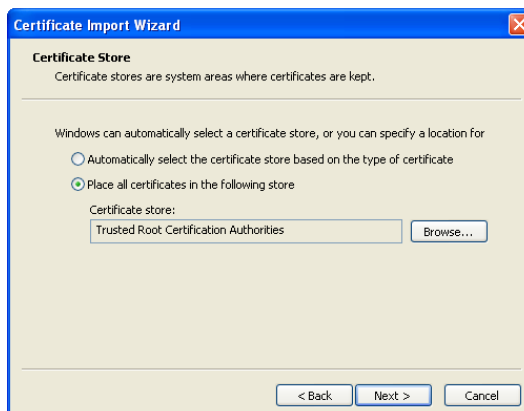 Certificate Import Wizard
Certificate Store
Certificate stores are system areas where certificates are kept.
Windows can automatically select a certificate store, or you can specify a location for
Automatically select the certificate store based on the type of certificate
Place all certificates in the following store
Certificate store:
Trusted Root Certification Authorities
Browse...
< Back
Next >
Cancel